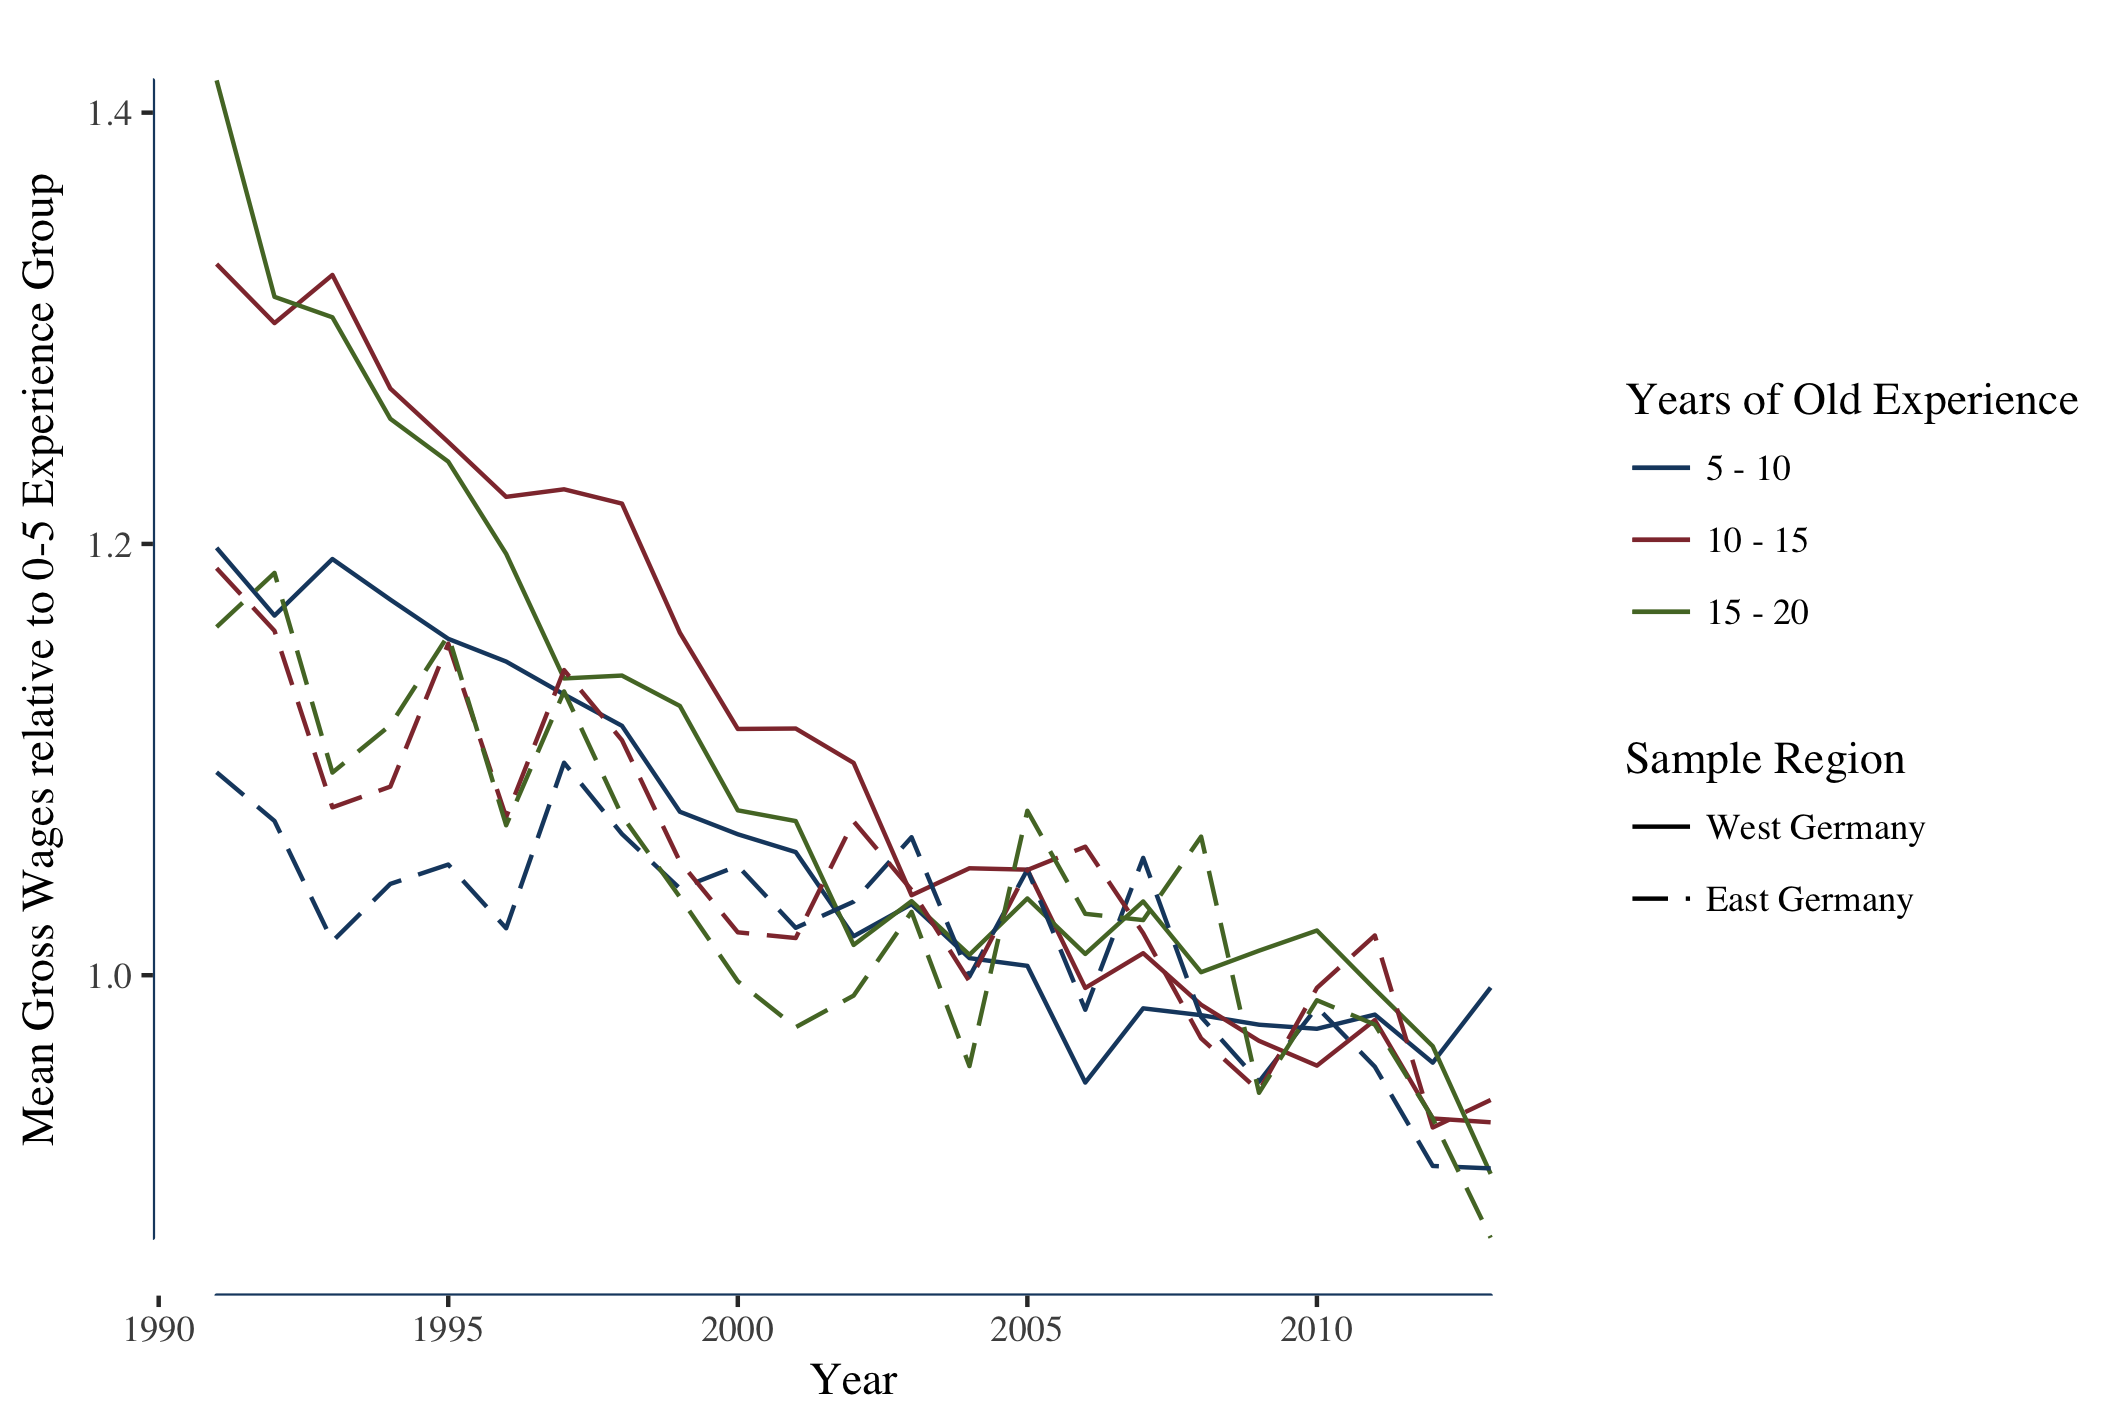 Mean Gross Wages relative to 0-5 Experience Group
1.4
1.2
1.0
1990
1995
2000
2005
2010
Year
Years of Old Experience
5 - 10
10 - 15
15 - 20
Sample Region
West Germany
East Germany